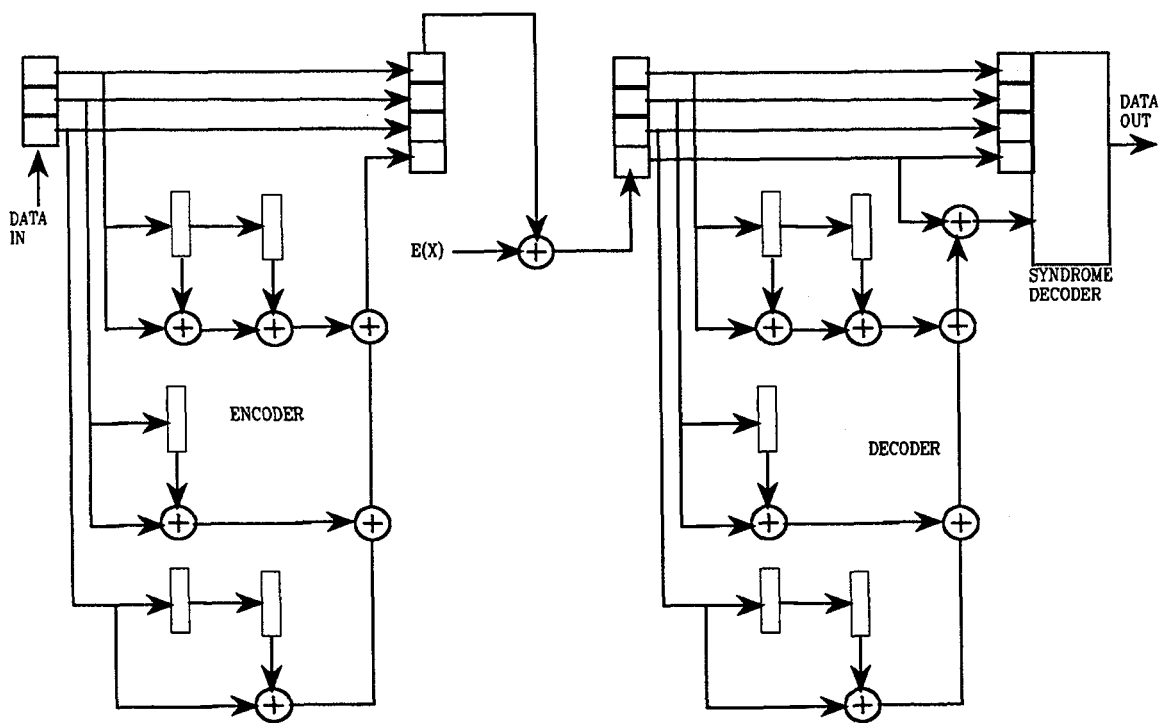 DATA
IN
E(X)
ENCODER
DATA
OUT
SYNDROME
DECODER
DECODER